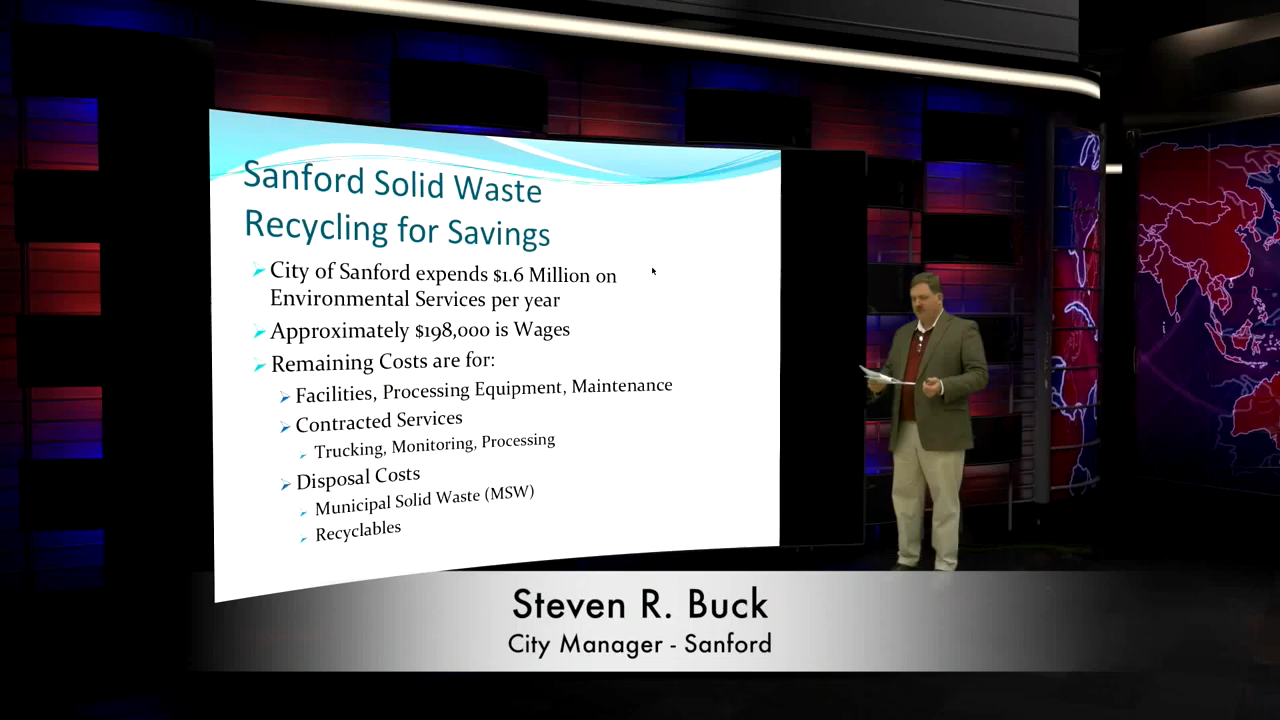 Sanford Solid Waste
Recycling for Savings
City of Sanford expends $1.6 Million on
Environmental Services per year
Approximately $198,000 is Wages
Remaining Costs are for:
Facilities, Processing Equipment, Maintenance
Contracted Services
Trucking, Monitoring, Processing
Disposal Costs
Municipal Solid Waste (MSW)
Recyclables
Steven R. Buck
City Manager - Sanford